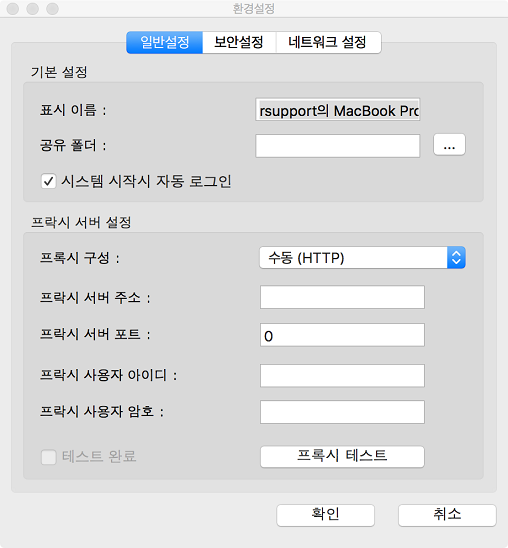 환경설정
일반설정 보안설정 네트워크 설정
기본 설정
표시 이름 : rsupport의 MacBook Pro
공유 폴더 : ...
시스템 시작시 자동 로그인
프락시 서버 설정
프록시 구성 : 수동 (HTTP)
프락시 서버 주소 :
프락시 서버 포트 : 0
프락시 사용자 아이디 :
프락시 사용자 암호 :
테스트 완료 프록시 테스트
확인 취소